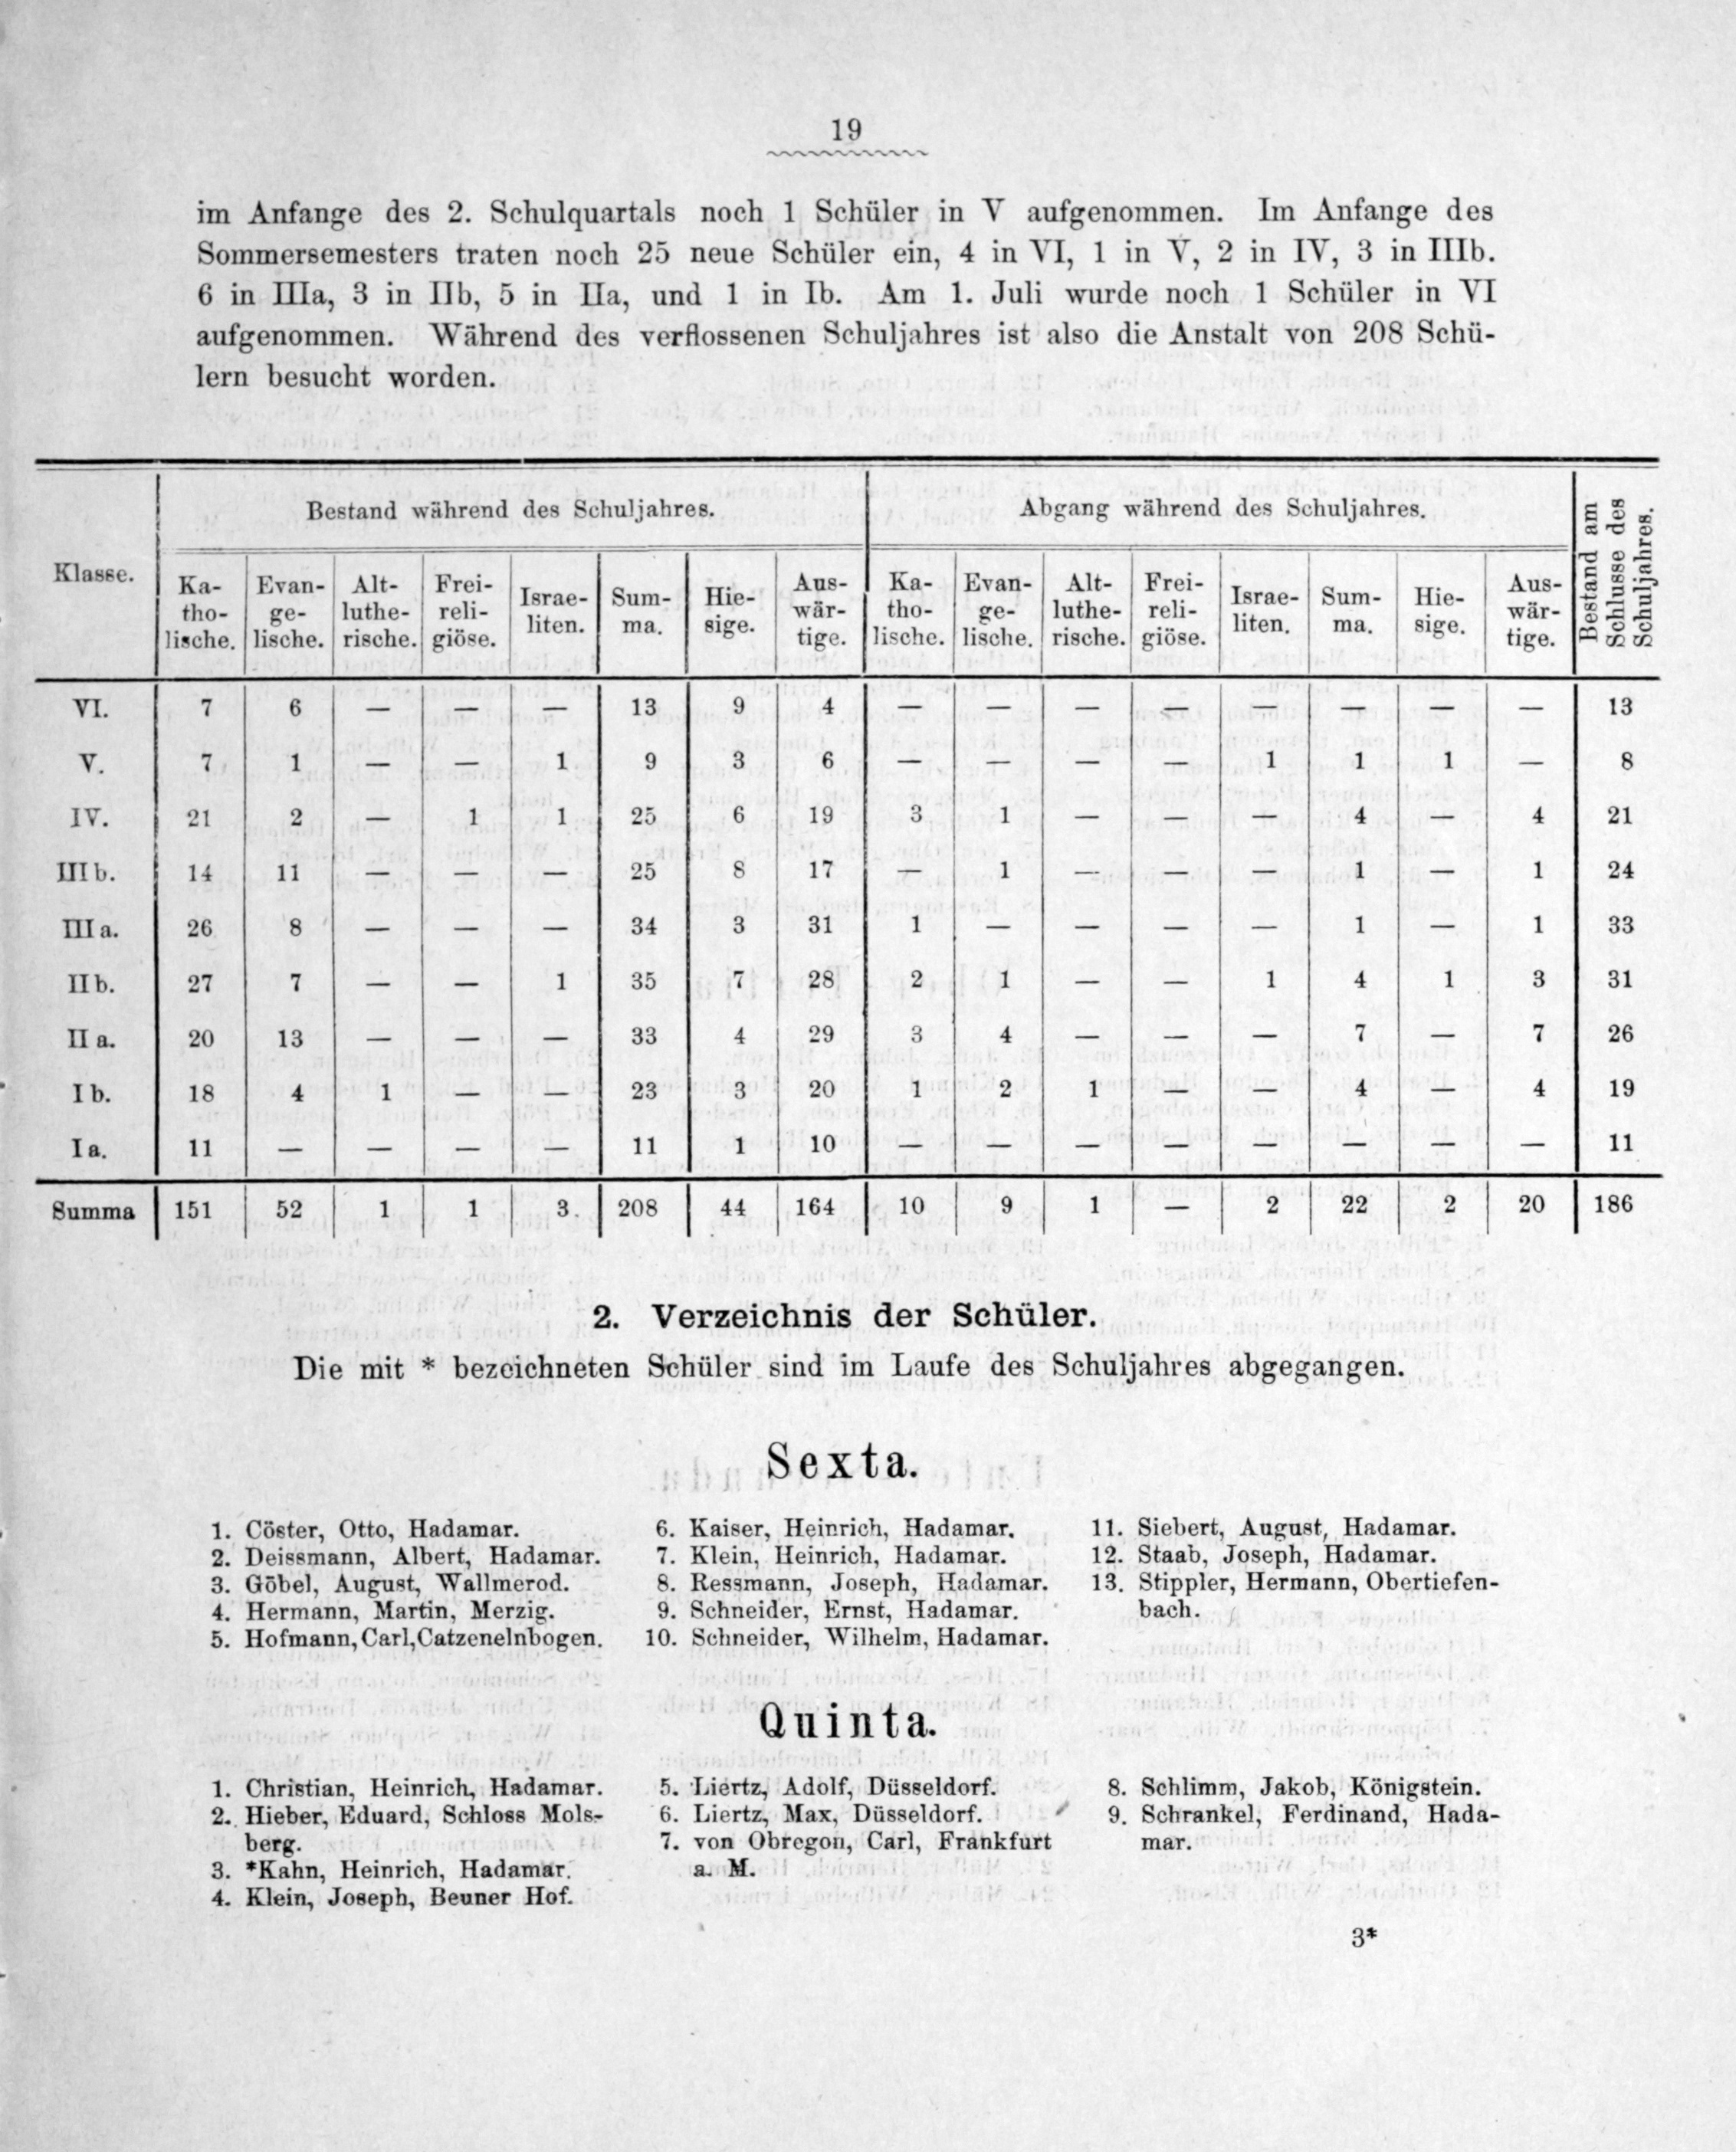 19
im Anfange des 2. Schulquartals noch 1 Schüler in V aufgenommen. Im Anfange des
Sommersemesters traten noch 25 neue Schüler ein, 4 in VI, 1 in V, 2 in IV, 3 in IIIb.
6 in IIIa, 3 in IIb, 5 in IIa, und 1 in Ib. Am 1. Juli wurde noch 1 Schüler in VI
aufgenommen. Während des verflossenen Schuljahres ist also die Anstalt von 208 Schü-
lern besucht worden.
Klasse. Bestand während des Schuljahres. Abgang während des Schuljahres. Bestand am Schlusse des Schuljahres.
Ka- tho- lische. Evan- ge- lische. Alt- luthe- rische. Frei- reli- giöse. Israe- liten. Sum- ma. Hie- sige. Aus- wär- tige. Ka- tho- lische. Evan- ge- lische. Alt- luthe- rische. Frei- reli- giöse. Israe- liten. Sum- ma. Hie- sige. Aus- wär- tige.
VI. 7 6 — — — 13 9 4 — — — — — — — — 13
V. 7 1 — — 1 9 3 6 — — — — 1 1 1 — 8
IV. 21 2 — 1 1 25 6 19 3 1 — — — 4 — 4 21
IIIb. 14 11 — — — 25 8 17 — 1 — — — 1 — 1 24
IIIa. 26 8 — — — 34 3 31 1 — — — — 1 — 1 33
IIb. 27 7 — — 1 35 7 28 2 1 — — 1 4 1 3 31
IIa. 20 13 — — — 33 4 29 3 4 — — — 7 — 7 26
Ib. 18 4 1 — — 23 3 20 1 2 1 — — 4 — 4 19
Ia. 11 — — — — 11 1 10 — — — — — — — — 11
Summa 151 52 1 1 3. 208 44 164 10 9 1 — 2 22 2 20 186
2. Verzeichnis der Schüler.
Die mit * bezeichneten Schüler sind im Laufe des Schuljahres abgegangen.
Sexta.
1. Cöster, Otto, Hadamar.
2. Deissmann, Albert, Hadamar.
3. Göbel, August, Wallmerod.
4. Hermann, Martin, Merzig.
5. Hofmann, Carl, Catzenelnbogen.
6. Kaiser, Heinrich, Hadamar.
7. Klein, Heinrich, Hadamar.
8. Ressmann, Joseph, Hadamar.
9. Schneider, Ernst, Hadamar.
10. Schneider, Wilhelm, Hadamar.
11. Siebert, August, Hadamar.
12. Staab, Joseph, Hadamar.
13. Stippler, Hermann, Obertiefen-
bach.
Quinta.
1. Christian, Heinrich, Hadamar.
2. Hieber, Eduard, Schloss Mols-
berg.
3. *Kahn, Heinrich, Hadamar.
4. Klein, Joseph, Beuner Hof.
5. Liertz, Adolf, Düsseldorf.
6. Liertz, Max, Düsseldorf.
7. von Obregon, Carl, Frankfurt
a. M.
8. Schlimm, Jakob, Königstein.
9. Schrankel, Ferdinand, Hada-
mar.
3*